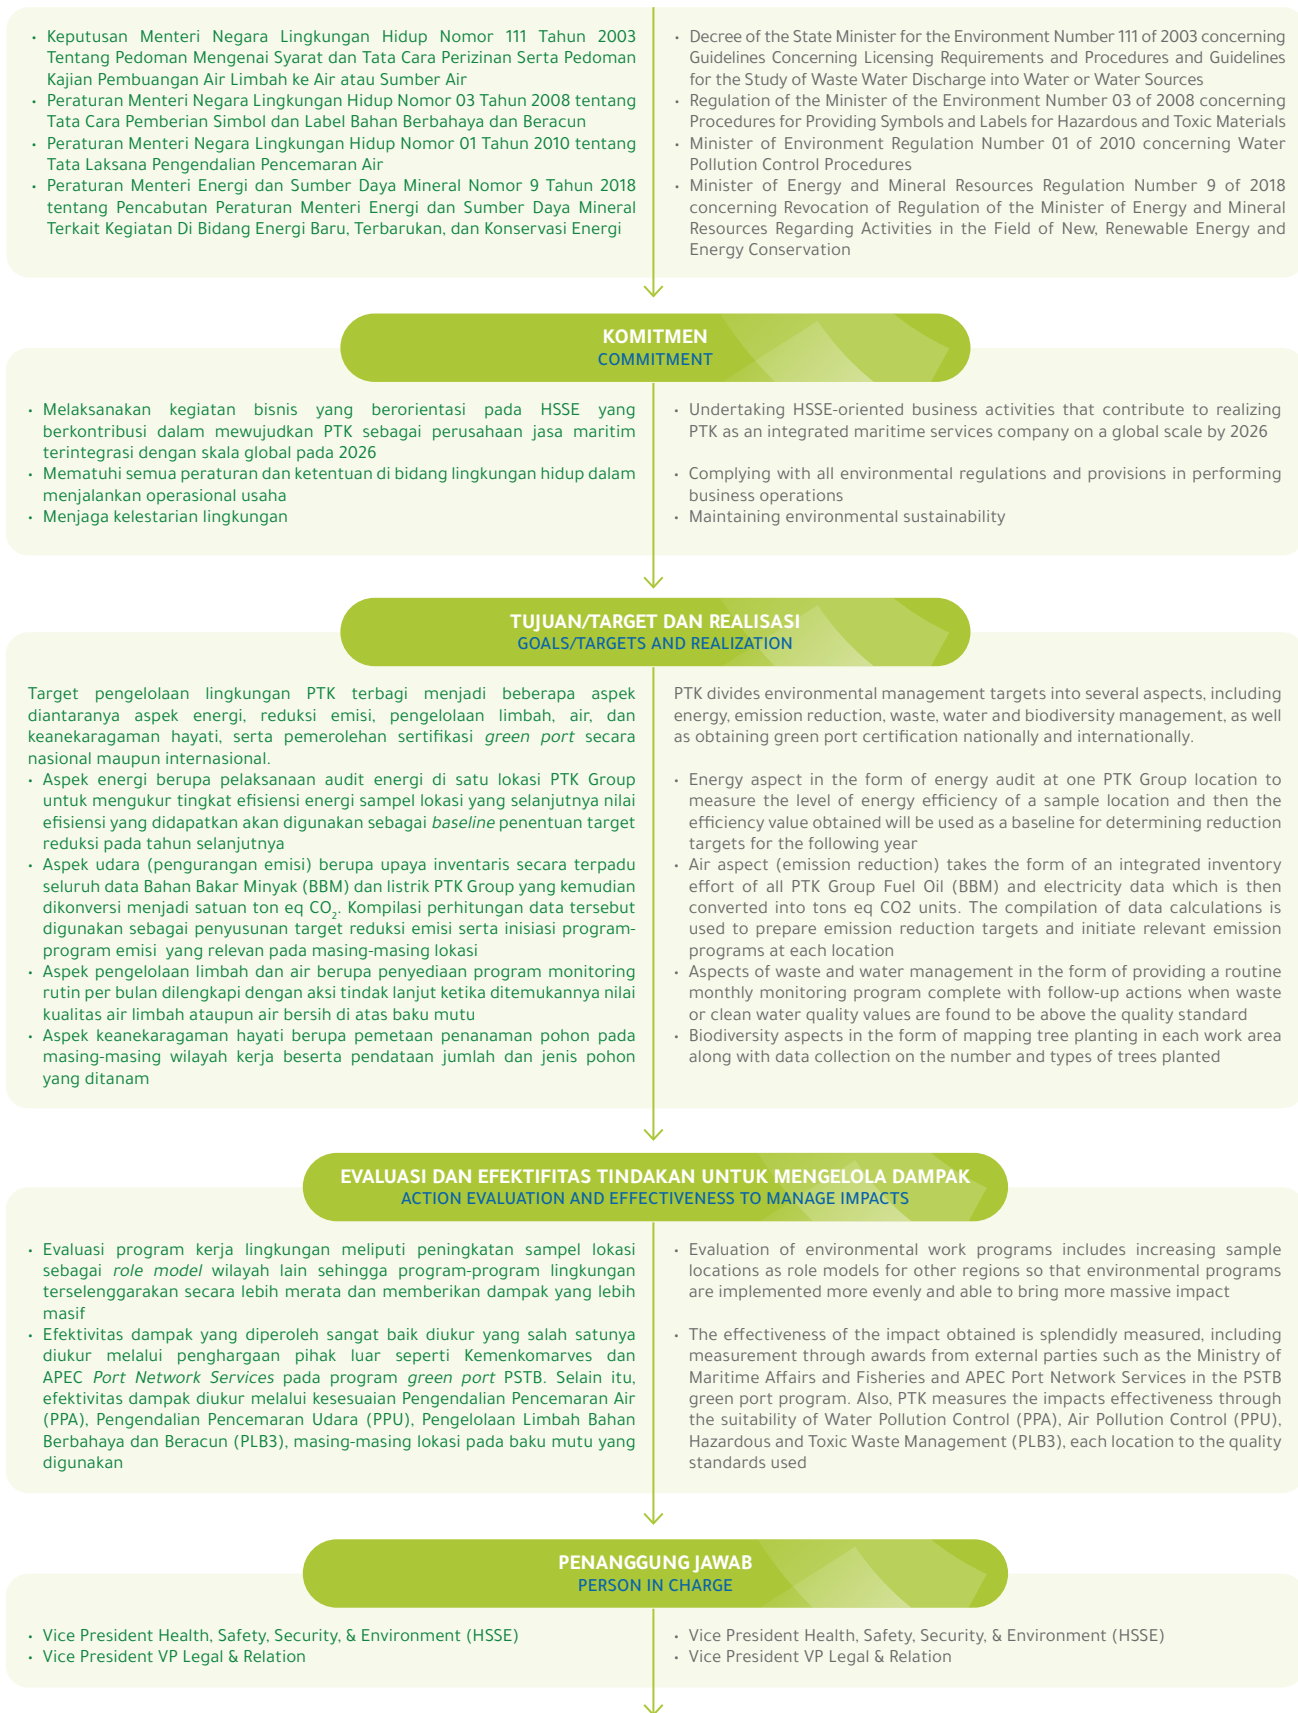 • Keputusan Menteri Negara Lingkungan Hidup Nomor 111 Tahun 2003
Tentang Pedoman Mengenai Syarat dan Tata Cara Perizinan Serta Pedoman
Kajian Pembuangan Air Limbah ke Air atau Sumber Air
• Peraturan Menteri Negara Lingkungan Hidup Nomor 03 Tahun 2008 tentang
Tata Cara Pemberian Simbol dan Label Bahan Berbahaya dan Beracun
• Peraturan Menteri Negara Lingkungan Hidup Nomor 01 Tahun 2010 tentang
Tata Laksana Pengendalian Pencemaran Air
• Peraturan Menteri Energi dan Sumber Daya Mineral Nomor 9 Tahun 2018
tentang Pencabutan Peraturan Menteri Energi dan Sumber Daya Mineral
Terkait Kegiatan Di Bidang Energi Baru, Terbarukan, dan Konservasi Energi
• Decree of the State Minister for the Environment Number 111 of 2003 concerning
Guidelines Concerning Licensing Requirements and Procedures and Guidelines
for the Study of Waste Water Discharge into Water or Water Sources
• Regulation of the Minister of the Environment Number 03 of 2008 concerning
Procedures for Providing Symbols and Labels for Hazardous and Toxic Materials
• Minister of Environment Regulation Number 01 of 2010 concerning Water
Pollution Control Procedures
• Minister of Energy and Mineral Resources Regulation Number 9 of 2018
concerning Revocation of Regulation of the Minister of Energy and Mineral
Resources Regarding Activities in the Field of New, Renewable Energy and
Energy Conservation
KOMITMEN
COMMITMENT
• Melaksanakan kegiatan bisnis yang berorientasi pada HSSE yang
berkontribusi dalam mewujudkan PTK sebagai perusahaan jasa maritim
terintegrasi dengan skala global pada 2026
• Mematuhi semua peraturan dan ketentuan di bidang lingkungan hidup dalam
menjalankan operasional usaha
• Menjaga kelestarian lingkungan
• Undertaking HSSE-oriented business activities that contribute to realizing
PTK as an integrated maritime services company on a global scale by 2026
• Complying with all environmental regulations and provisions in performing
business operations
• Maintaining environmental sustainability
TUJUAN/TARGET DAN REALISASI
GOALS/TARGETS AND REALIZATION
Target pengelolaan lingkungan PTK terbagi menjadi beberapa aspek
diantaranya aspek energi, reduksi emisi, pengelolaan limbah, air, dan
keanekaragaman hayati, serta pemerolehan sertifikasi green port secara
nasional maupun internasional.
• Aspek energi berupa pelaksanaan audit energi di satu lokasi PTK Group
untuk mengukur tingkat efisiensi energi sampel lokasi yang selanjutnya nilai
efisiensi yang didapatkan akan digunakan sebagai baseline penentuan target
reduksi pada tahun selanjutnya
• Aspek udara (pengurangan emisi) berupa upaya inventaris secara terpadu
seluruh data Bahan Bakar Minyak (BBM) dan listrik PTK Group yang kemudian
dikonversi menjadi satuan ton eq CO2. Kompilasi perhitungan data tersebut
digunakan sebagai penyusunan target reduksi emisi serta inisiasi program-
program emisi yang relevan pada masing-masing lokasi
• Aspek pengelolaan limbah dan air berupa penyediaan program monitoring
rutin per bulan dilengkapi dengan aksi tindak lanjut ketika ditemukannya nilai
kualitas air limbah ataupun air bersih di atas baku mutu
• Aspek keanekaragaman hayati berupa pemetaan penanaman pohon pada
masing-masing wilayah kerja beserta pendataan jumlah dan jenis pohon
yang ditanam
PTK divides environmental management targets into several aspects, including
energy, emission reduction, waste, water and biodiversity management, as well
as obtaining green port certification nationally and internationally.
• Energy aspect in the form of energy audit at one PTK Group location to
measure the level of energy efficiency of a sample location and then the
efficiency value obtained will be used as a baseline for determining reduction
targets for the following year
• Air aspect (emission reduction) takes the form of an integrated inventory
effort of all PTK Group Fuel Oil (BBM) and electricity data which is then
converted into tons eq CO2 units. The compilation of data calculations is
used to prepare emission reduction targets and initiate relevant emission
programs at each location
• Aspects of waste and water management in the form of providing a routine
monthly monitoring program complete with follow-up actions when waste
or clean water quality values are found to be above the quality standard
• Biodiversity aspects in the form of mapping tree planting in each work area
along with data collection on the number and types of trees planted
EVALUASI DAN EFEKTIFITAS TINDAKAN UNTUK MENGELOLA DAMPAK
ACTION EVALUATION AND EFFECTIVENESS TO MANAGE IMPACTS
• Evaluasi program kerja lingkungan meliputi peningkatan sampel lokasi
sebagai role model wilayah lain sehingga program-program lingkungan
terselenggarakan secara lebih merata dan memberikan dampak yang lebih
masif
• Efektivitas dampak yang diperoleh sangat baik diukur yang salah satunya
diukur melalui penghargaan pihak luar seperti Kemenkomarves dan
APEC Port Network Services pada program green port PSTB. Selain itu,
efektivitas dampak diukur melalui kesesuaian Pengendalian Pencemaran Air
(PPA), Pengendalian Pencemaran Udara (PPU), Pengelolaan Limbah Bahan
Berbahaya dan Beracun (PLB3), masing-masing lokasi pada baku mutu yang
digunakan
• Evaluation of environmental work programs includes increasing sample
locations as role models for other regions so that environmental programs
are implemented more evenly and able to bring more massive impact
• The effectiveness of the impact obtained is splendidly measured, including
measurement through awards from external parties such as the Ministry of
Maritime Affairs and Fisheries and APEC Port Network Services in the PSTB
green port program. Also, PTK measures the impacts effectiveness through
the suitability of Water Pollution Control (PPA), Air Pollution Control (PPU),
Hazardous and Toxic Waste Management (PLB3), each location to the quality
standards used
PENANGGUNG JAWAB
PERSON IN CHARGE
• Vice President Health, Safety, Security, & Environment (HSSE)
• Vice President VP Legal & Relation
• Vice President Health, Safety, Security, & Environment (HSSE)
• Vice President VP Legal & Relation